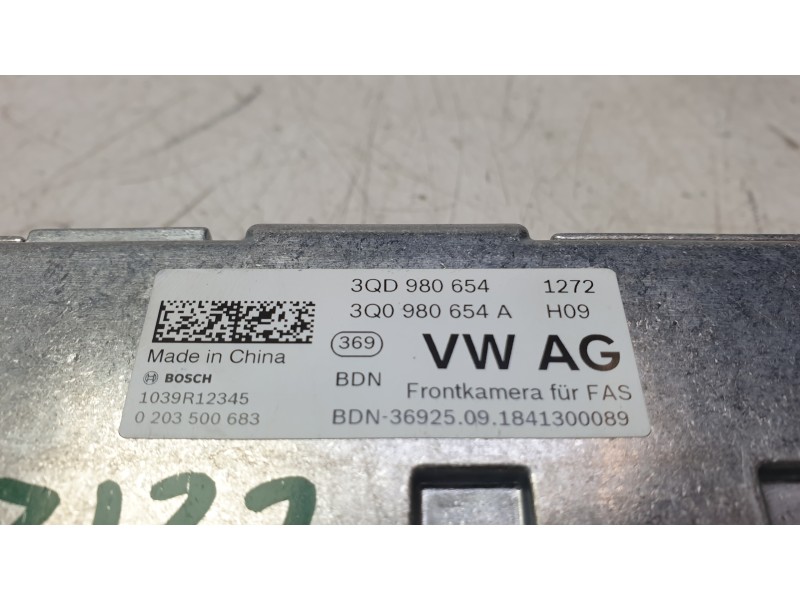 3QD 980 654 1272
3Q0 980 654 A H09
369 VW AG
Made in China
BOSCH BDN Frontkamera für FAS
1039R12345
0 203 500 683 BDN-36925.09.1841300089